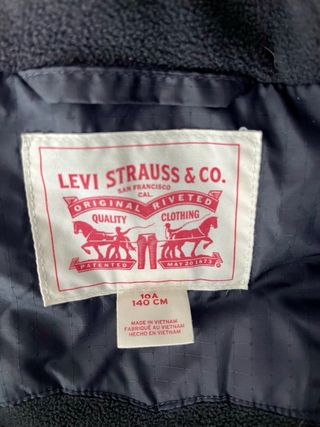 LEVI STRAUSS & CO.
SAN FRANCISCO
CAL.
ORIGINAL RIVETED
QUALITY CLOTHING
PATENTED MAY 20 1873
10A
140 CM
MADE IN VIETNAM
FABRIQUÉ AU VIETNAM
HECHO EN VIETNAM